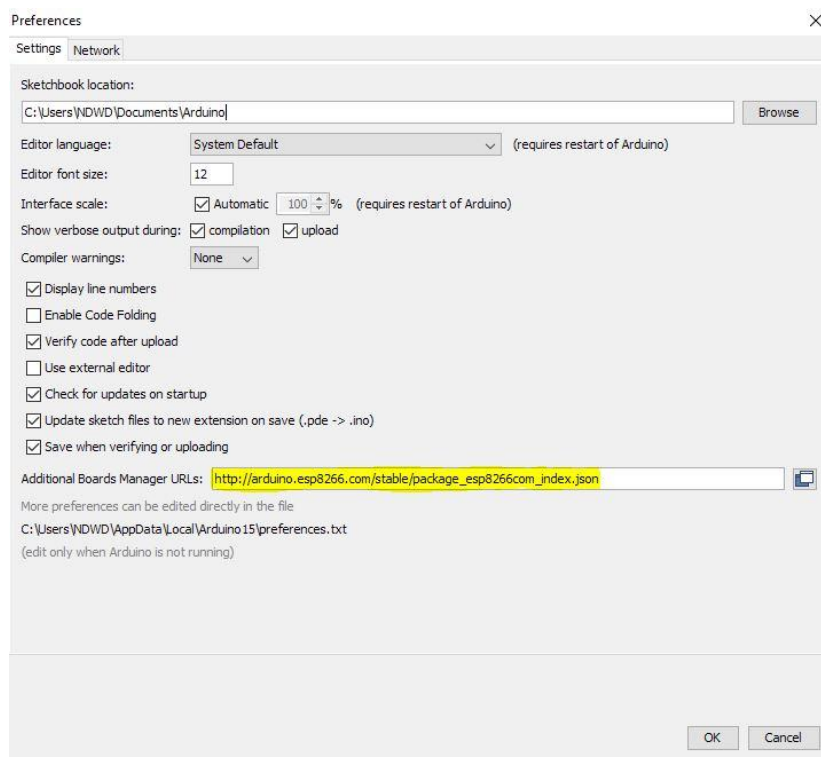 Preferences
Settings Network
Sketchbook location:
C:\Users\NDWD\Documents\Arduino Browse
Editor language: System Default (requires restart of Arduino)
Editor font size: 12
Interface scale: Automatic 100 % (requires restart of Arduino)
Show verbose output during: compilation upload
Compiler warnings: None
Display line numbers
Enable Code Folding
Verify code after upload
Use external editor
Check for updates on startup
Update sketch files to new extension on save (.pde -> .ino)
Save when verifying or uploading
Additional Boards Manager URLs: http://arduino.esp8266.com/stable/package_esp8266com_index.json
More preferences can be edited directly in the file
C:\Users\NDWD\AppData\Local\Arduino15\preferences.txt
(edit only when Arduino is not running)
OK Cancel